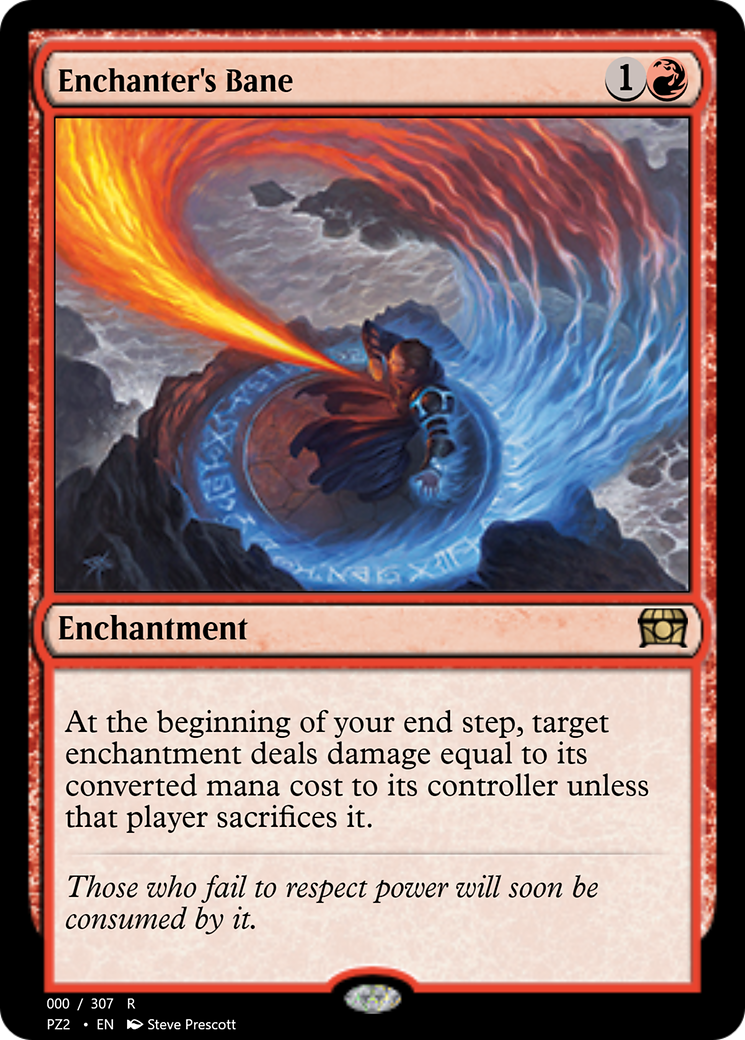 Enchanter's Bane
1
Enchantment
At the beginning of your end step, target
enchantment deals damage equal to its
converted mana cost to its controller unless
that player sacrifices it.
Those who fail to respect power will soon be
consumed by it.
000 / 307 R
PZ2 • EN Steve Prescott